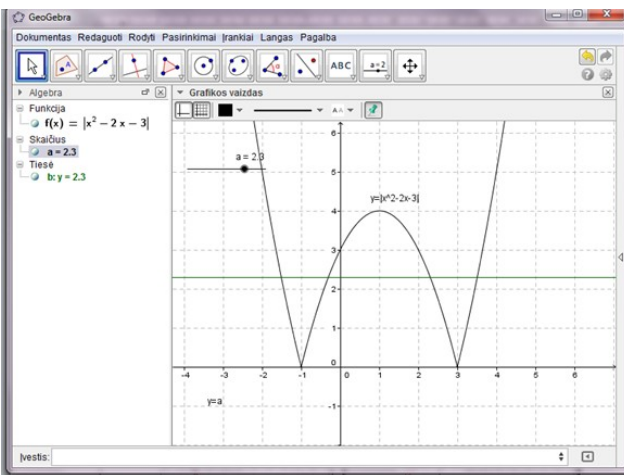 GeoGebra
Dokumentas Redaguoti Rodyti Pasirinkimai Įrankiai Langas Pagalba
ABC
a=2
Algebra
Grafikos vaizdas
Funkcija
f(x) = |x² − 2 x − 3|
Skaičius
a = 2.3
Tiesė
b: y = 2.3
AA
a = 2.3
y=|x^2-2x-3|
6
5
4
3
2
1
0
-4 -3 -2 -1 0 1 2 3 4 5 6
y=a
-1
Įvestis: